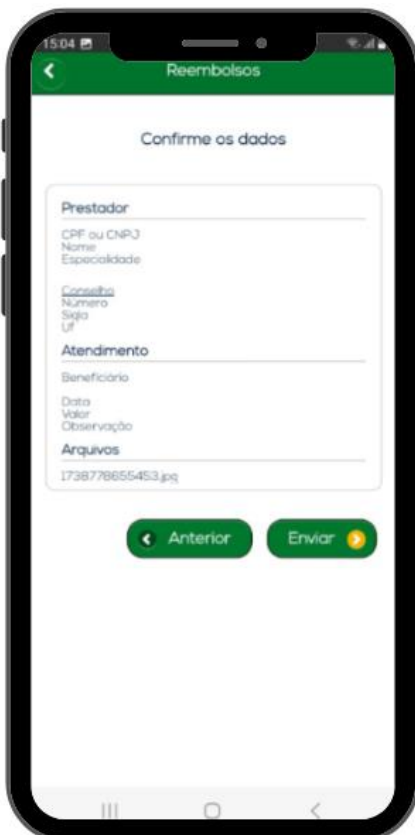 15:04
Reembolsos
Confirme os dados
Prestador
CPF ou CNPJ
Nome
Especialidade
Conselho
Número
Sigla
Uf
Atendimento
Beneficiário
Data
Valor
Observação
Arquivos
1738778655453.jpg
Anterior
Enviar